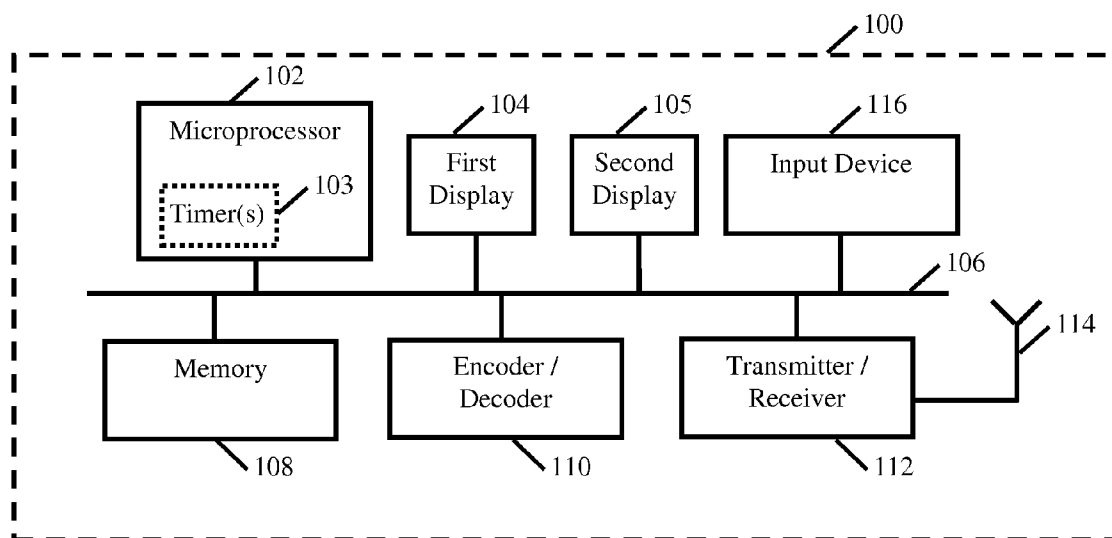 100
102
104
105
116
Microprocessor
First
Display
Second
Display
Input Device
103
Timer(s)
106
114
Memory
Encoder /
Decoder
Transmitter /
Receiver
108
110
112